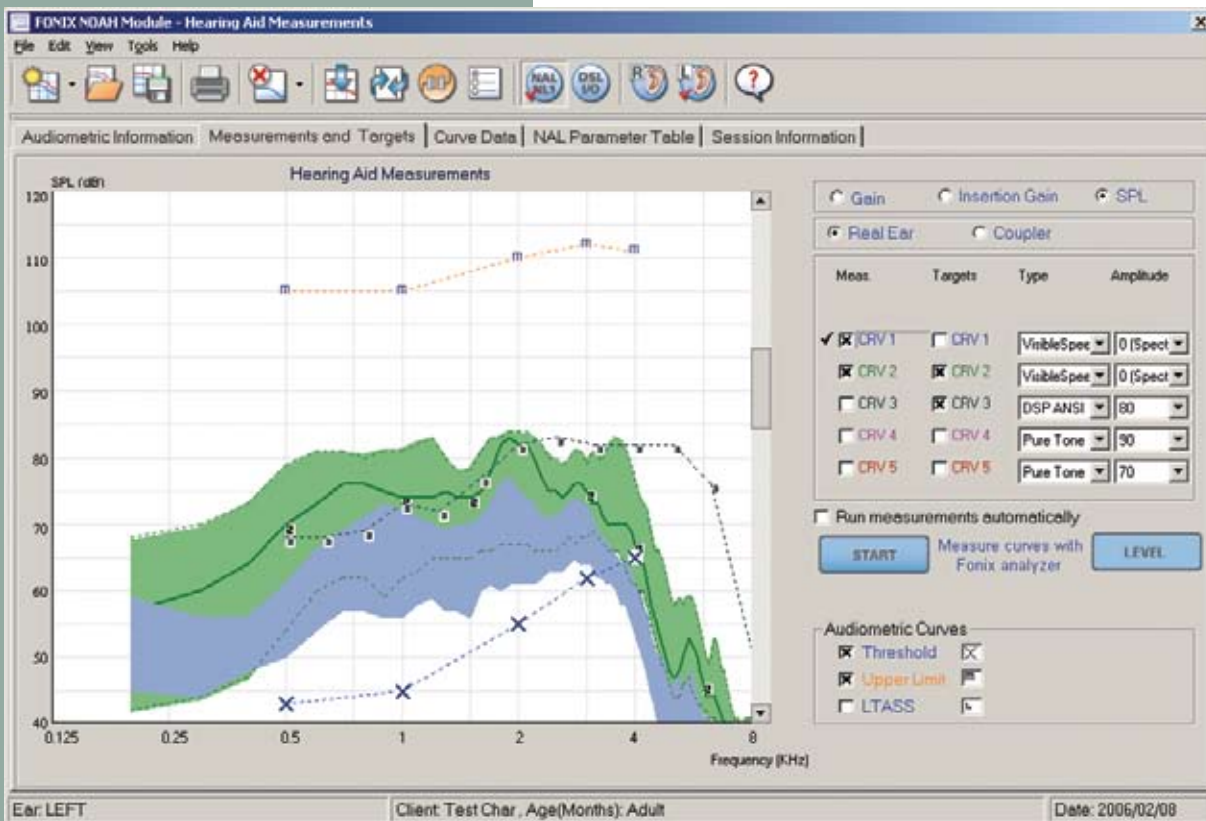 FONIX NOAH Module - Hearing Aid Measurements
File Edit View Tools Help
NAL NL1 DSL I/O R L ?
Audiometric Information Measurements and Targets Curve Data NAL Parameter Table Session Information
Hearing Aid Measurements
SPL (dB)
120
110
100
90
80
70
60
50
40
0.125 0.25 0.5 1 2 4 8
Frequency (KHz)
Gain Insertion Gain SPL
Real Ear Coupler
Meas. Targets Type Amplitude
CRV 1 CRV 1 VisibleSpee 0 (Spect
CRV 2 CRV 2 VisibleSpee 0 (Spect
CRV 3 CRV 3 DSP ANSI 80
CRV 4 CRV 4 Pure Tone 90
CRV 5 CRV 5 Pure Tone 70
Run measurements automatically
START Measure curves with Fonix analyzer LEVEL
Audiometric Curves
Threshold
Upper Limit
LTASS
Ear: LEFT Client: Test Char , Age(Months): Adult Date: 2006/02/08